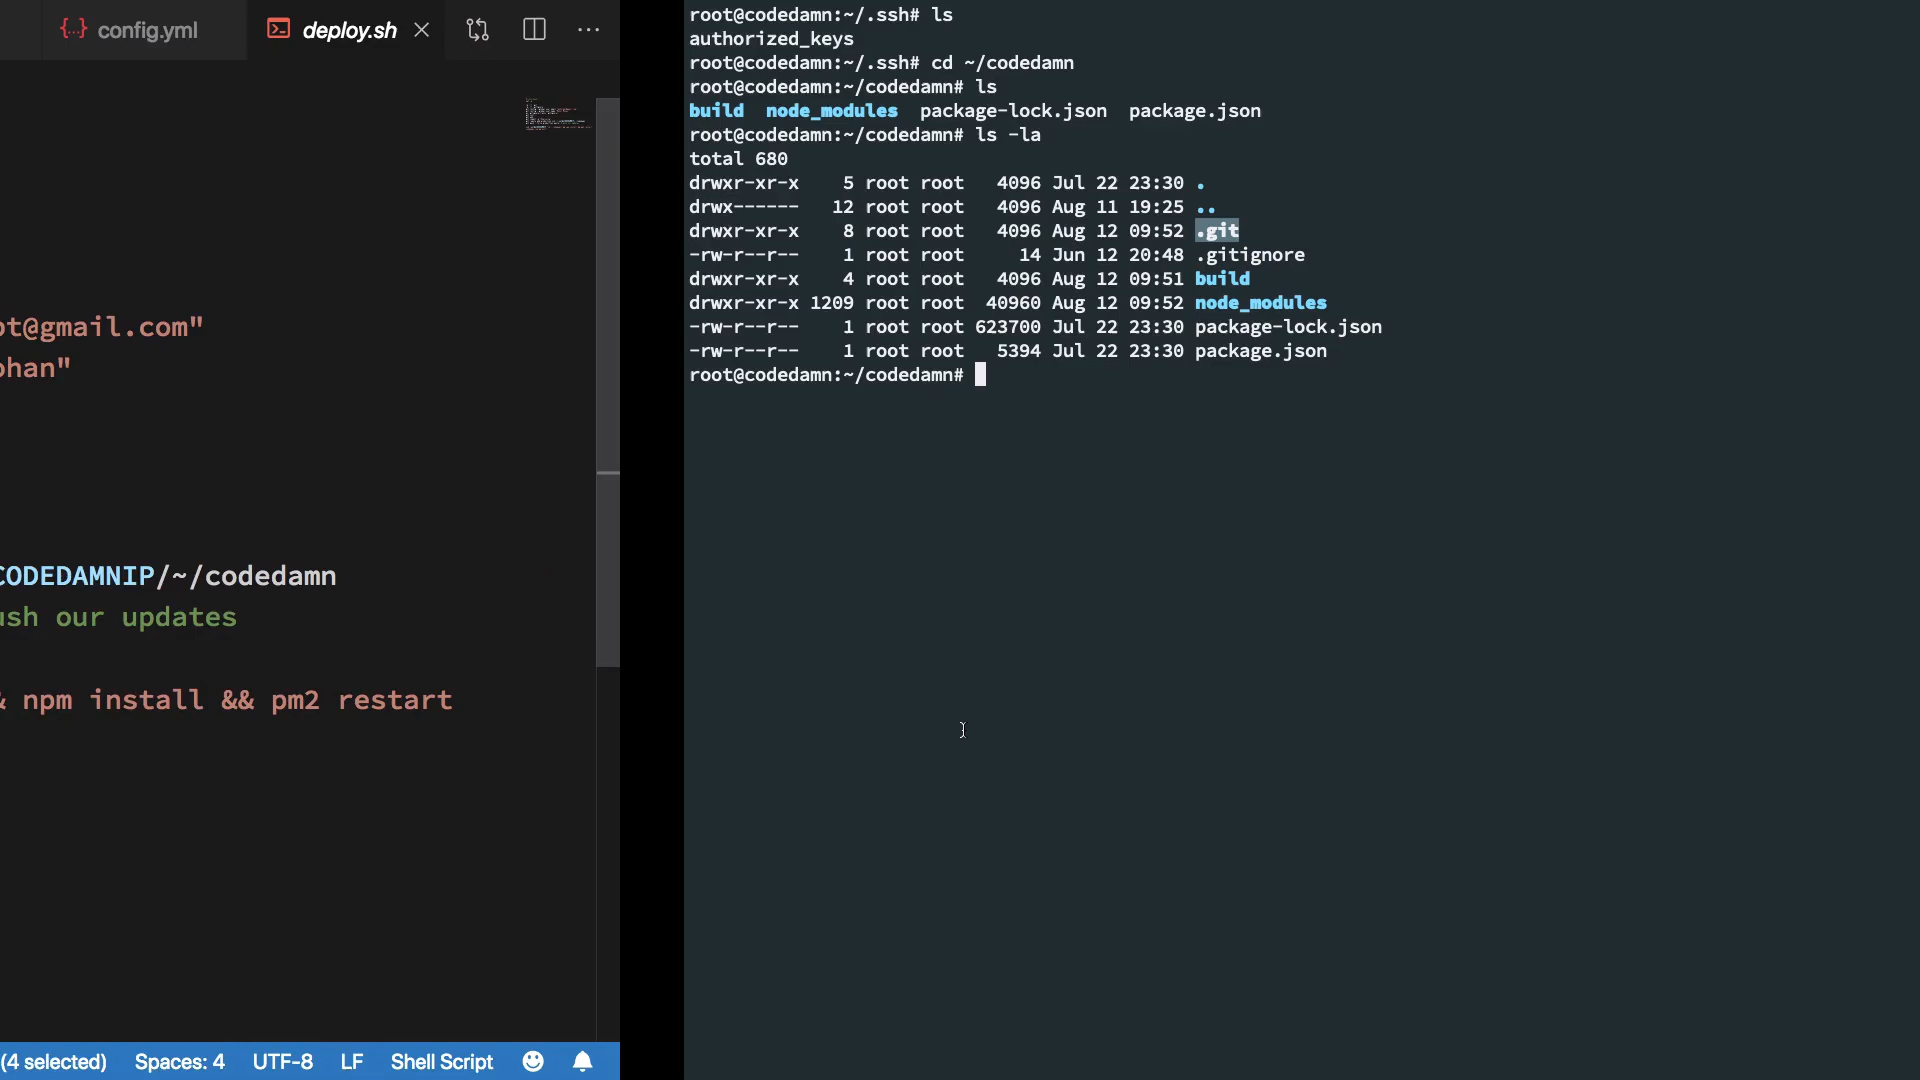 config.yml
deploy.sh
ot@gmail.com"
ohan"
CODEDAMNIP/~/codedamn
ush our updates
& npm install && pm2 restart
(4 selected)
Spaces: 4
UTF-8
LF
Shell Script
root@codedamn:~/.ssh# ls
authorized_keys
root@codedamn:~/.ssh# cd ~/codedamn
root@codedamn:~/codedamn# ls
build  node_modules  package-lock.json  package.json
root@codedamn:~/codedamn# ls -la
total 680
drwxr-xr-x    5 root root   4096 Jul 22 23:30 .
drwx------   12 root root   4096 Aug 11 19:25 ..
drwxr-xr-x    8 root root   4096 Aug 12 09:52 .git
-rw-r--r--    1 root root     14 Jun 12 20:48 .gitignore
drwxr-xr-x    4 root root   4096 Aug 12 09:51 build
drwxr-xr-x 1209 root root  40960 Aug 12 09:52 node_modules
-rw-r--r--    1 root root 623700 Jul 22 23:30 package-lock.json
-rw-r--r--    1 root root   5394 Jul 22 23:30 package.json
root@codedamn:~/codedamn#